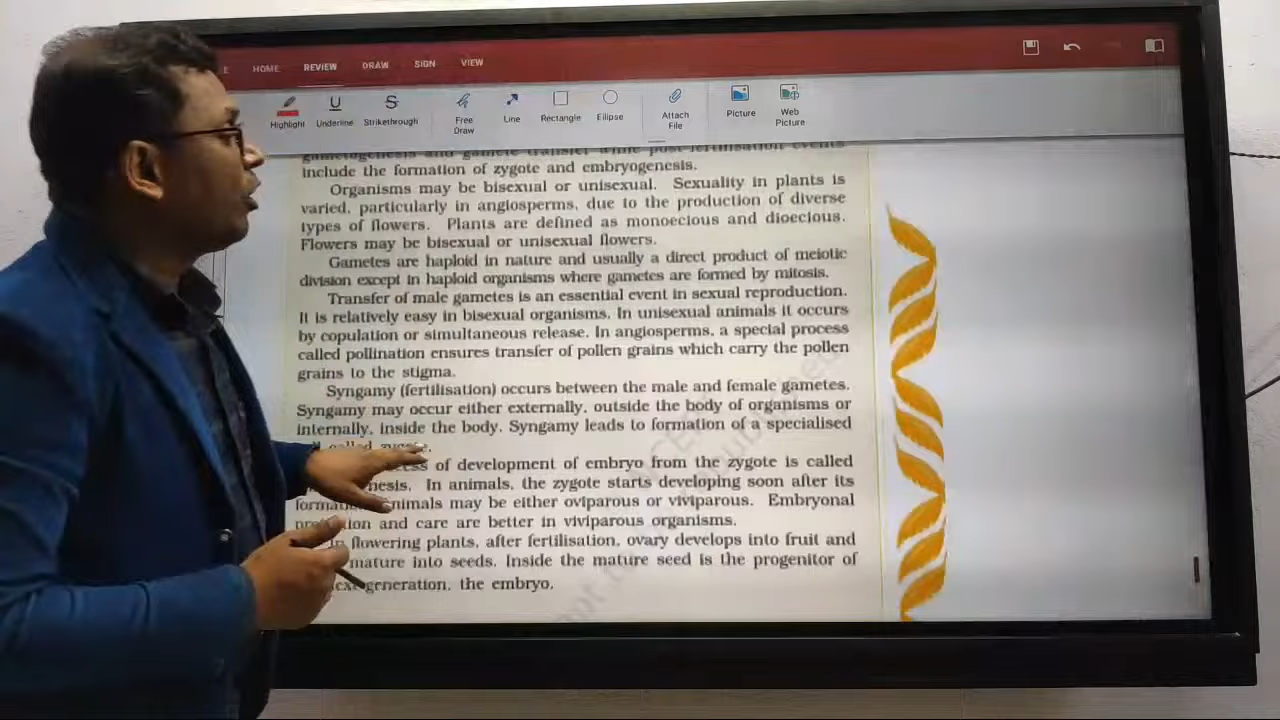 E HOME REVIEW DRAW SIGN VIEW
Highlight Underline Strikethrough Free Draw Line Rectangle Ellipse Attach File Picture Web Picture
gametogenesis and gamete transfer while post-fertilisation events
include the formation of zygote and embryogenesis.
Organisms may be bisexual or unisexual. Sexuality in plants is
varied, particularly in angiosperms, due to the production of diverse
types of flowers. Plants are defined as monoecious and dioecious.
Flowers may be bisexual or unisexual flowers.
Gametes are haploid in nature and usually a direct product of meiotic
division except in haploid organisms where gametes are formed by mitosis.
Transfer of male gametes is an essential event in sexual reproduction.
It is relatively easy in bisexual organisms. In unisexual animals it occurs
by copulation or simultaneous release. In angiosperms, a special process
called pollination ensures transfer of pollen grains which carry the pollen
grains to the stigma.
Syngamy (fertilisation) occurs between the male and female gametes.
Syngamy may occur either externally, outside the body of organisms or
internally, inside the body. Syngamy leads to formation of a specialised
called zygote.
of development of embryo from the zygote is called
In animals, the zygote starts developing soon after its
animals may be either oviparous or viviparous. Embryonal
and care are better in viviparous organisms.
In flowering plants, after fertilisation, ovary develops into fruit and
mature into seeds. Inside the mature seed is the progenitor of
generation, the embryo.